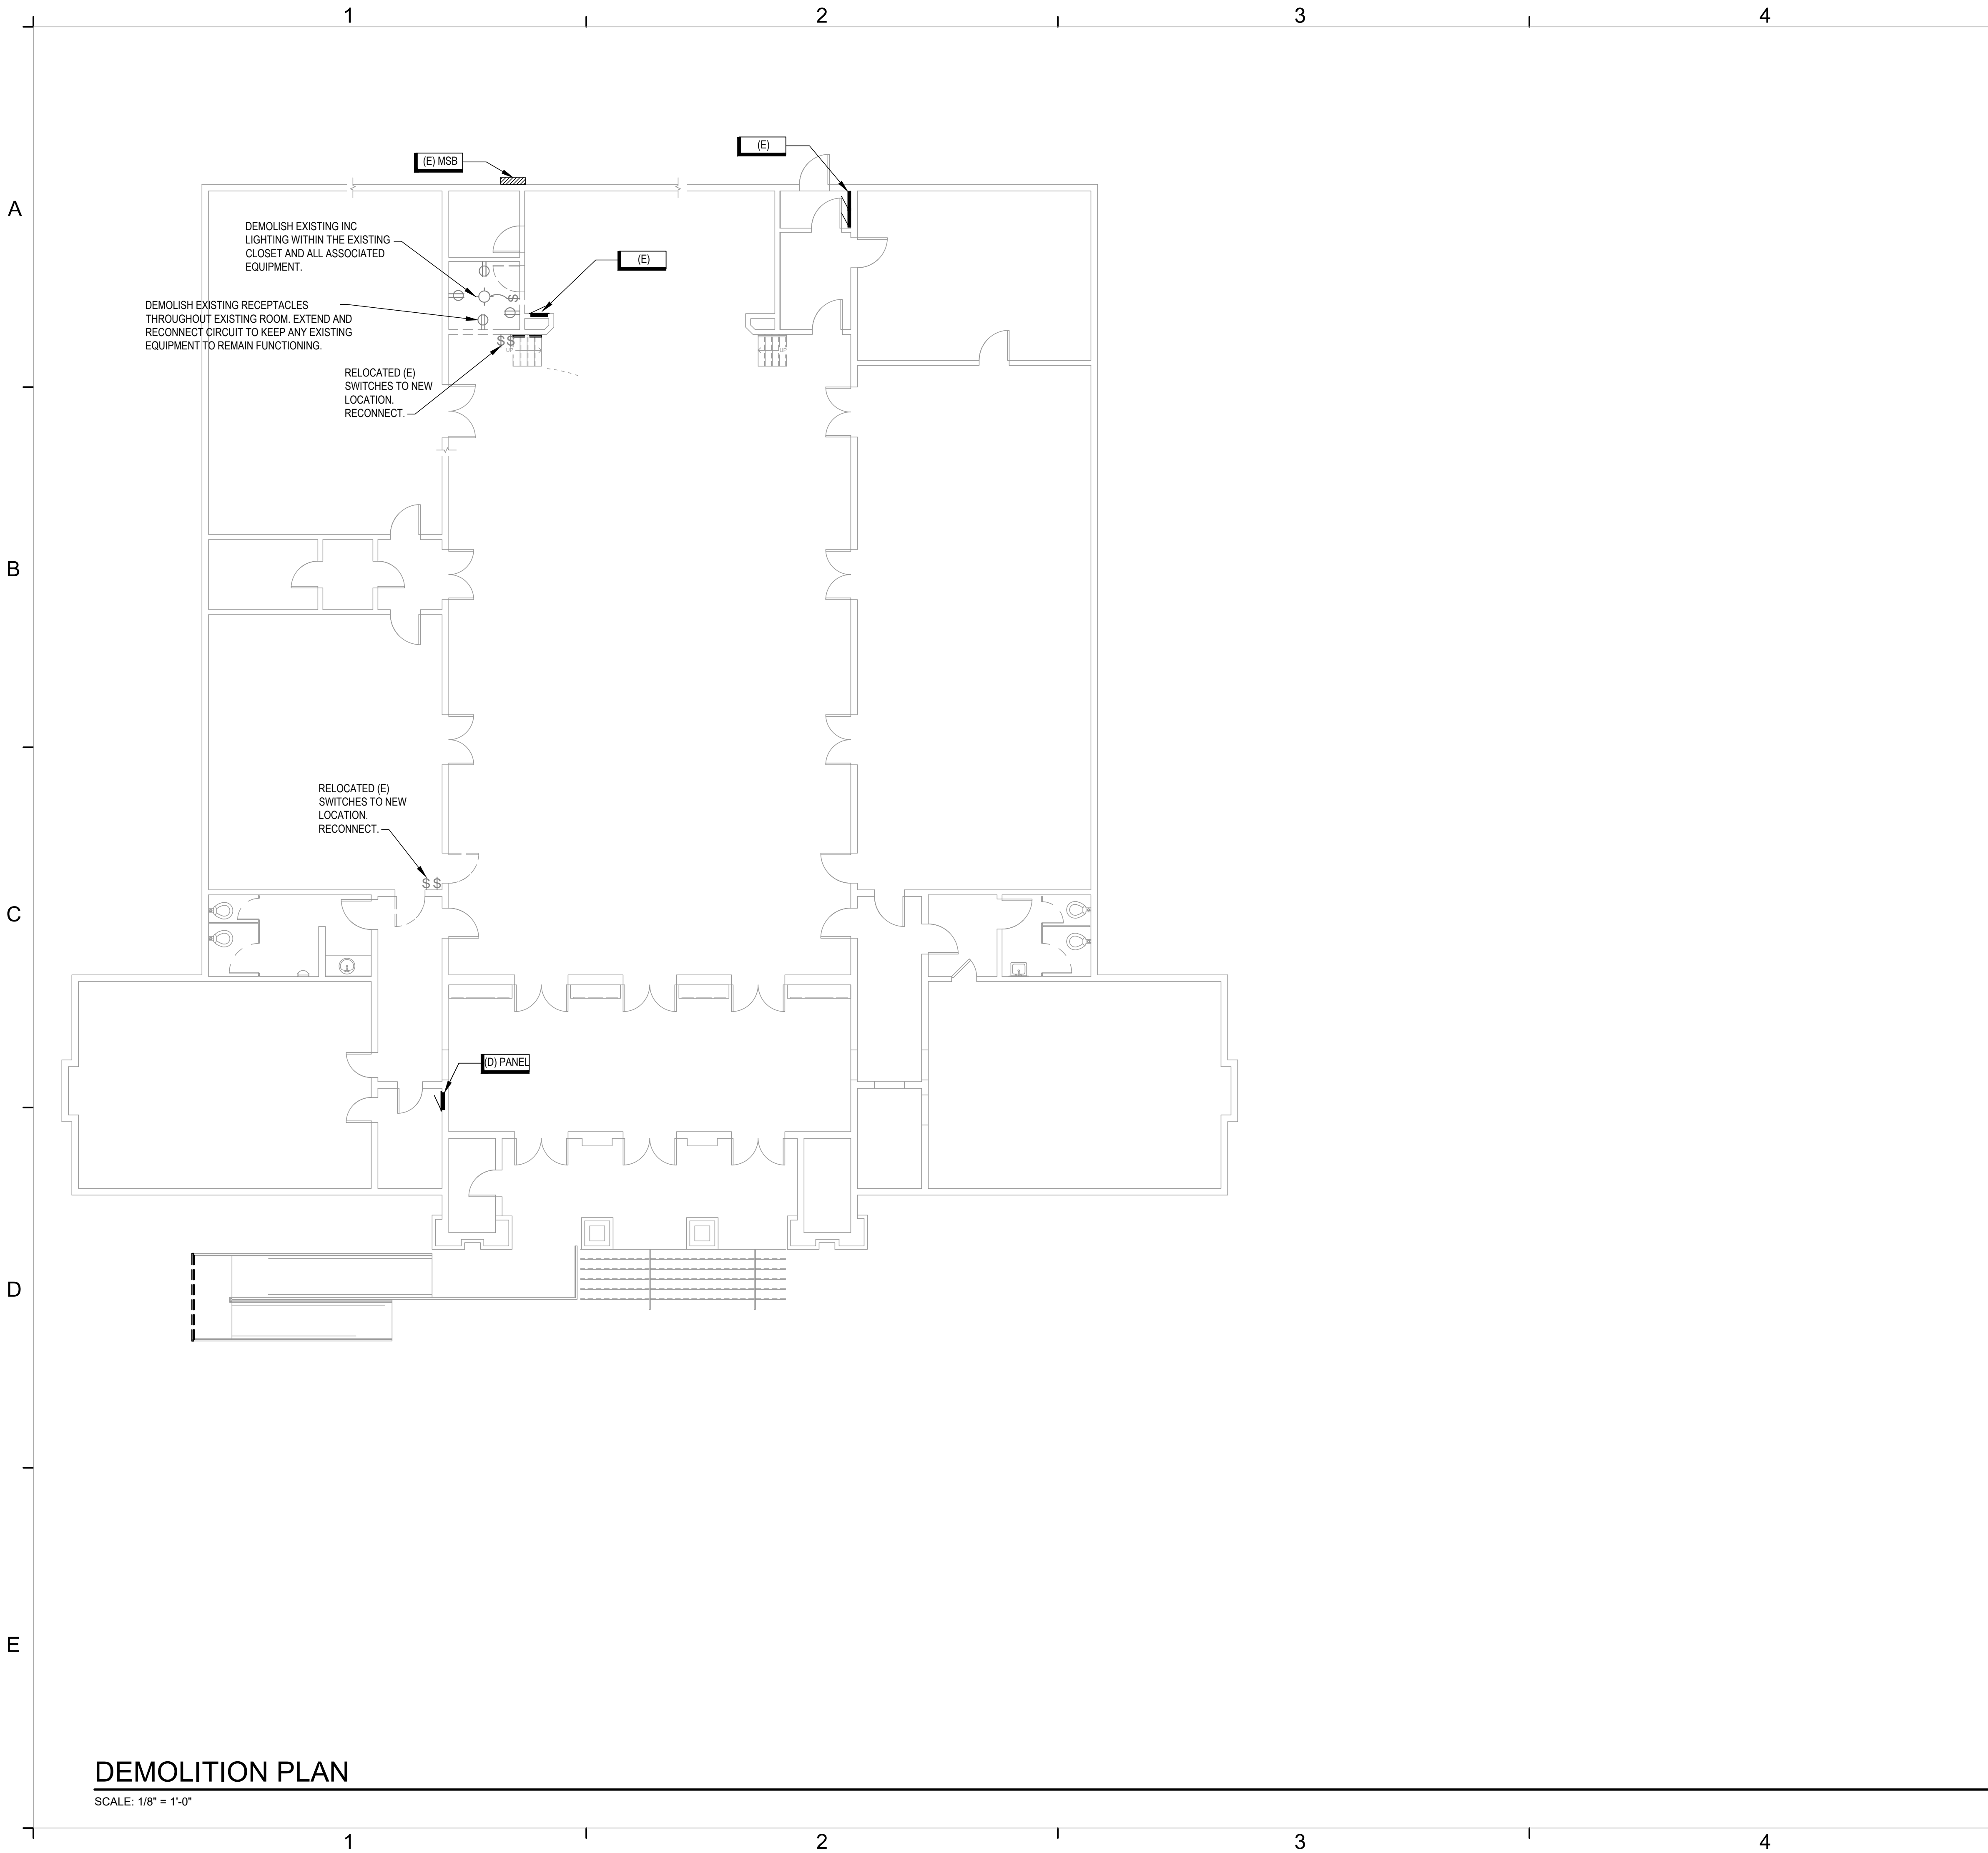 1 2 3 4
(E)
(E) MSB
A
DEMOLISH EXISTING INC
LIGHTING WITHIN THE EXISTING
CLOSET AND ALL ASSOCIATED
EQUIPMENT.
(E)
$
DEMOLISH EXISTING RECEPTACLES
THROUGHOUT EXISTING ROOM. EXTEND AND
RECONNECT CIRCUIT TO KEEP ANY EXISTING
EQUIPMENT TO REMAIN FUNCTIONING.
$ $
RELOCATED (E)
SWITCHES TO NEW
LOCATION.
RECONNECT.
B
RELOCATED (E)
SWITCHES TO NEW
LOCATION.
RECONNECT.
$ $
C
(D) PANEL
D
E
DEMOLITION PLAN
SCALE: 1/8" = 1'-0"
1 2 3 4